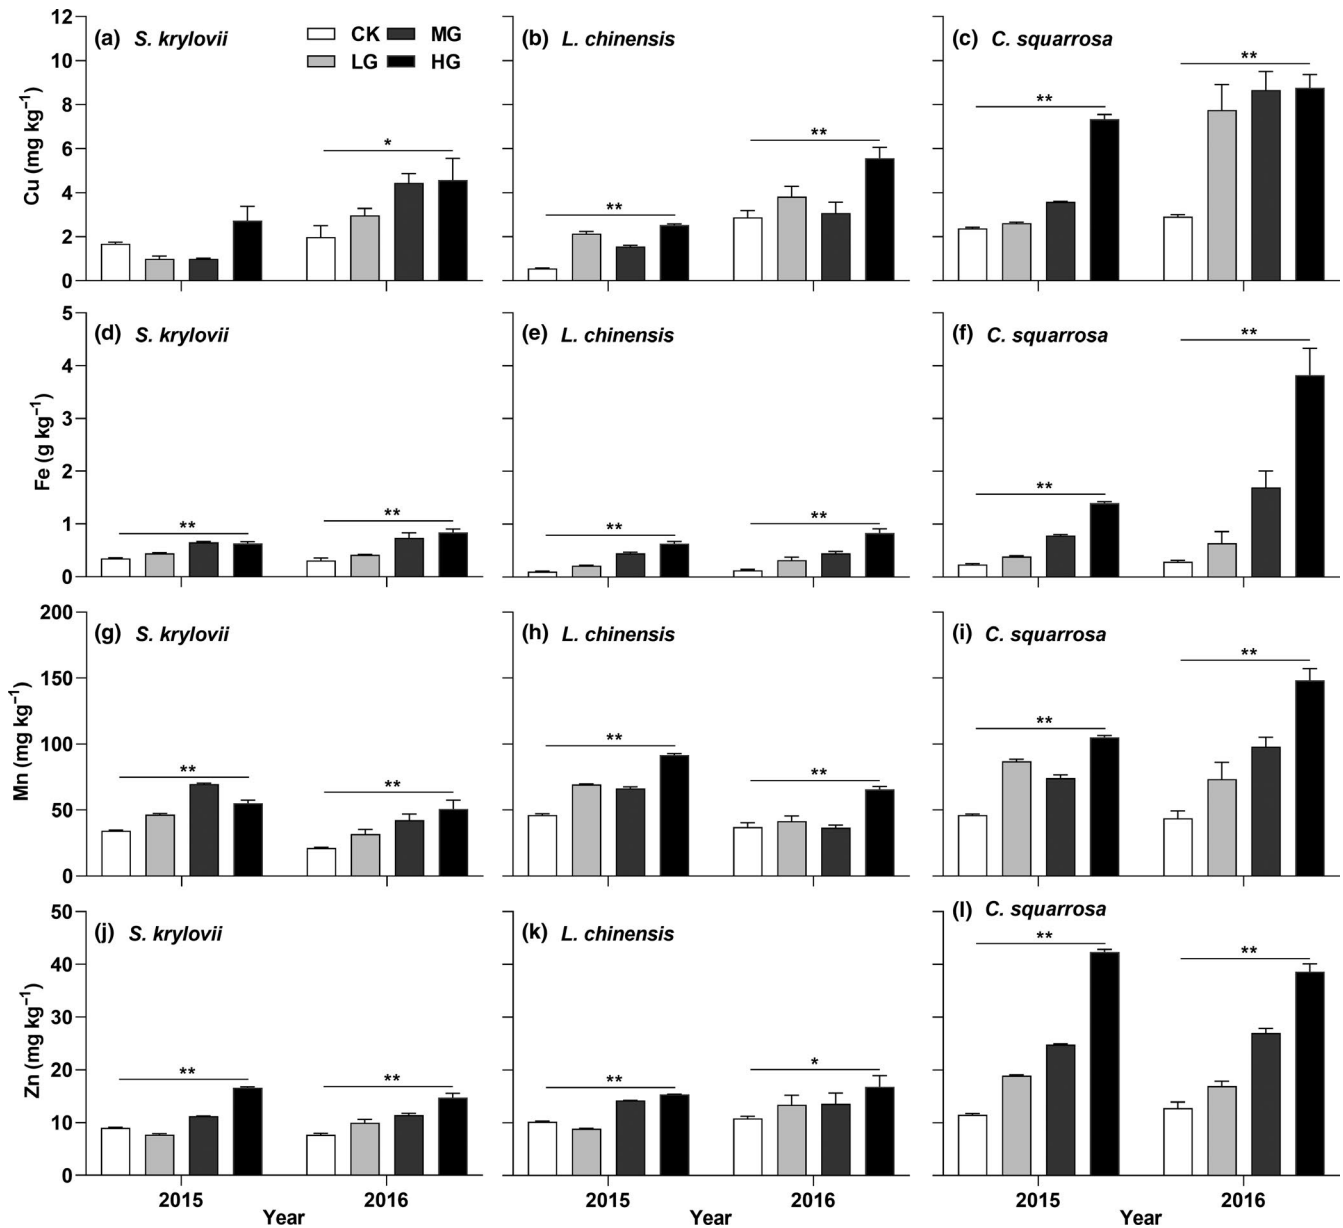 12
10
8
6
4
2
0
Cu (mg kg⁻¹)
(a) S. krylovii
CK MG
LG HG
*
(b) L. chinensis
**
**
(c) C. squarrosa
**
**
5
4
3
2
1
0
Fe (g kg⁻¹)
(d) S. krylovii
**
**
(e) L. chinensis
**
**
(f) C. squarrosa
**
**
200
150
100
50
0
Mn (mg kg⁻¹)
(g) S. krylovii
**
**
(h) L. chinensis
**
**
(i) C. squarrosa
**
**
50
40
30
20
10
0
Zn (mg kg⁻¹)
(j) S. krylovii
**
**
(k) L. chinensis
**
*
(l) C. squarrosa
**
**
2015 2016
Year
2015 2016
Year
2015 2016
Year